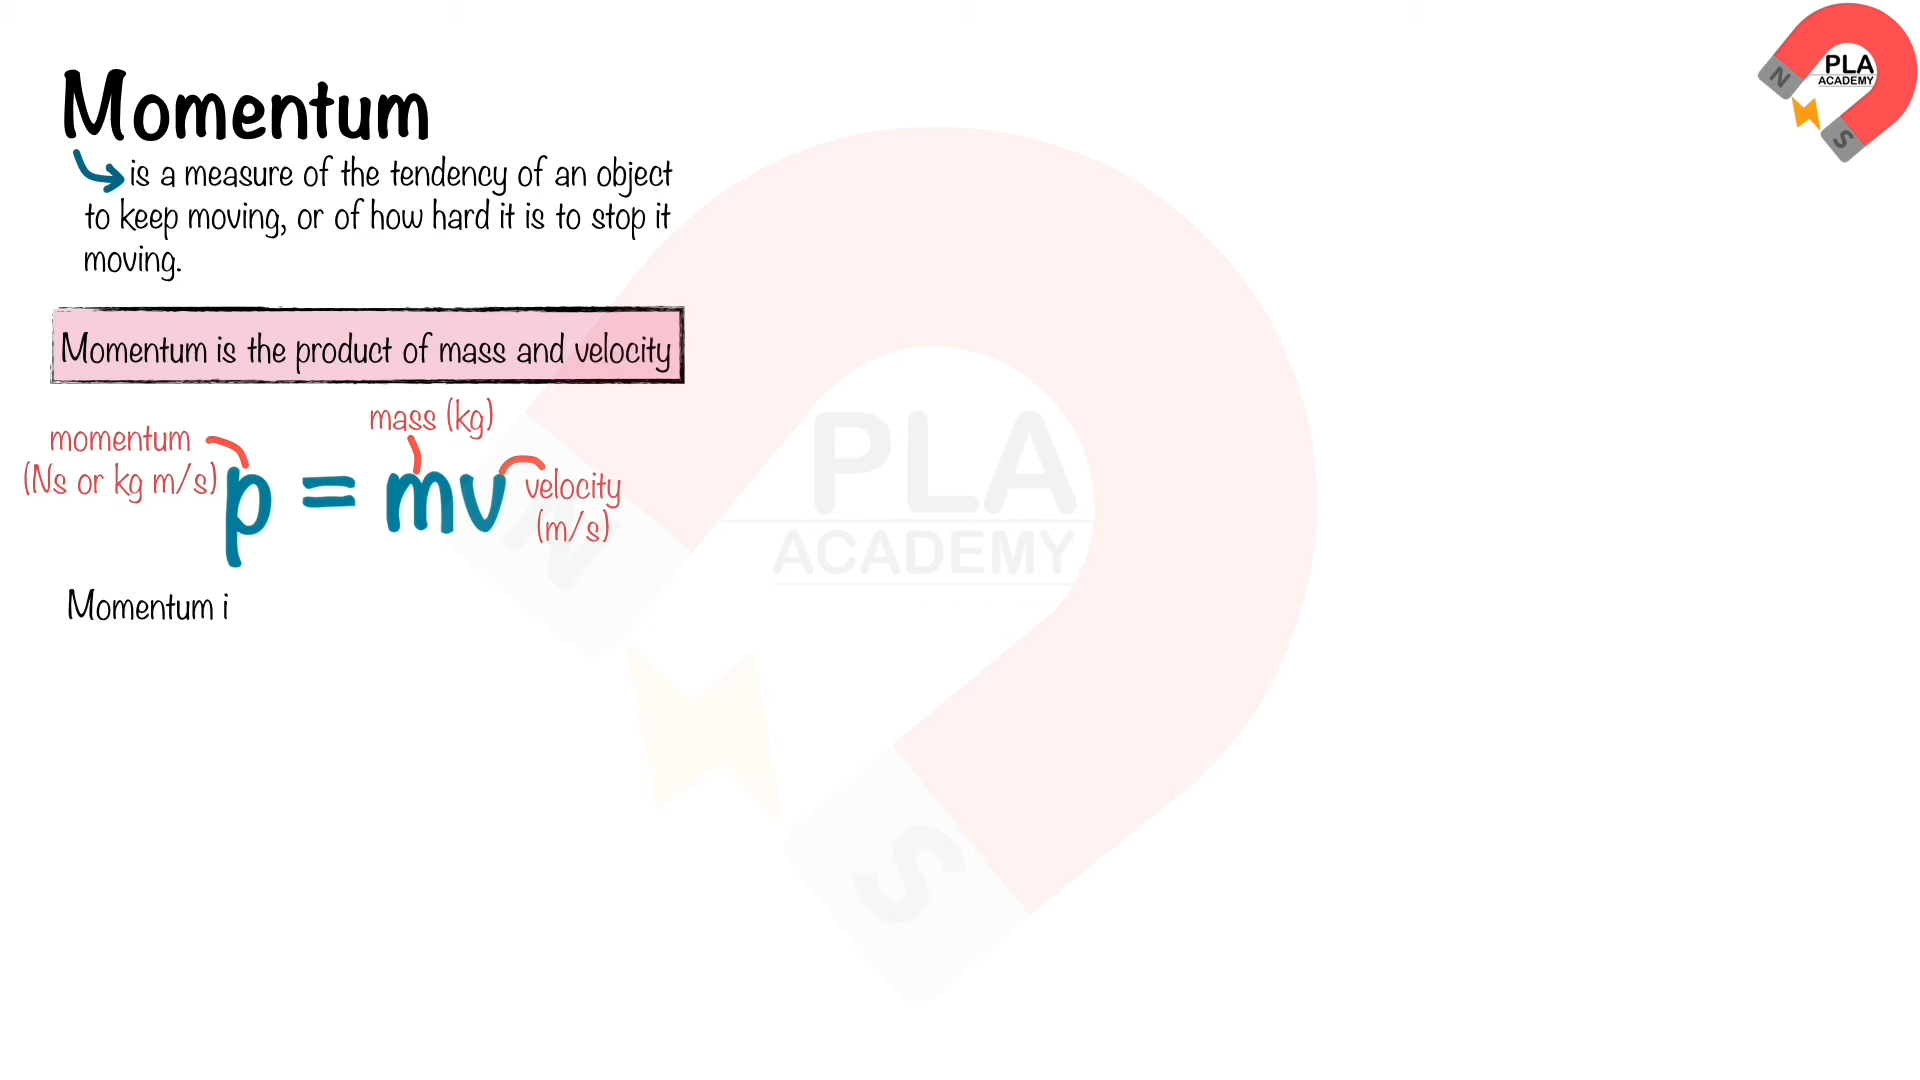 Momentum
is a measure of the tendency of an object
to keep moving, or of how hard it is to stop it
moving.
Momentum is the product of mass and velocity
mass (kg)
momentum
(Ns or kg m/s)
p = mv
velocity
(m/s)
Momentum i
N
PLA
ACADEMY
S
N
PLA
ACADEMY
S